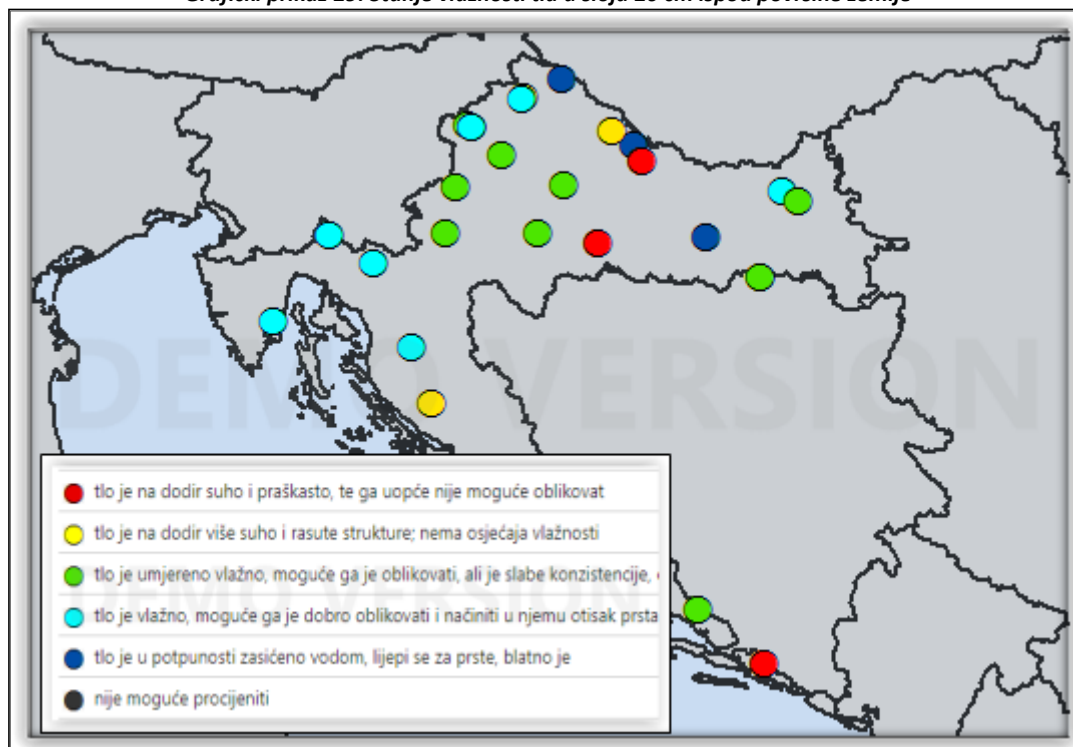 DEMO VERSION
tlo je na dodir suho i praškasto, te ga uopće nije moguće oblikovat
tlo je na dodir više suho i rasute strukture; nema osjećaja vlažnosti
tlo je umjereno vlažno, moguće ga je oblikovati, ali je slabe konzistencije,
DEMO VERSION
tlo je vlažno, moguće ga je dobro oblikovati i načiniti u njemu otisak prsta
tlo je u potpunosti zasićeno vodom, lijepi se za prste, blatno je
nije moguće procijeniti